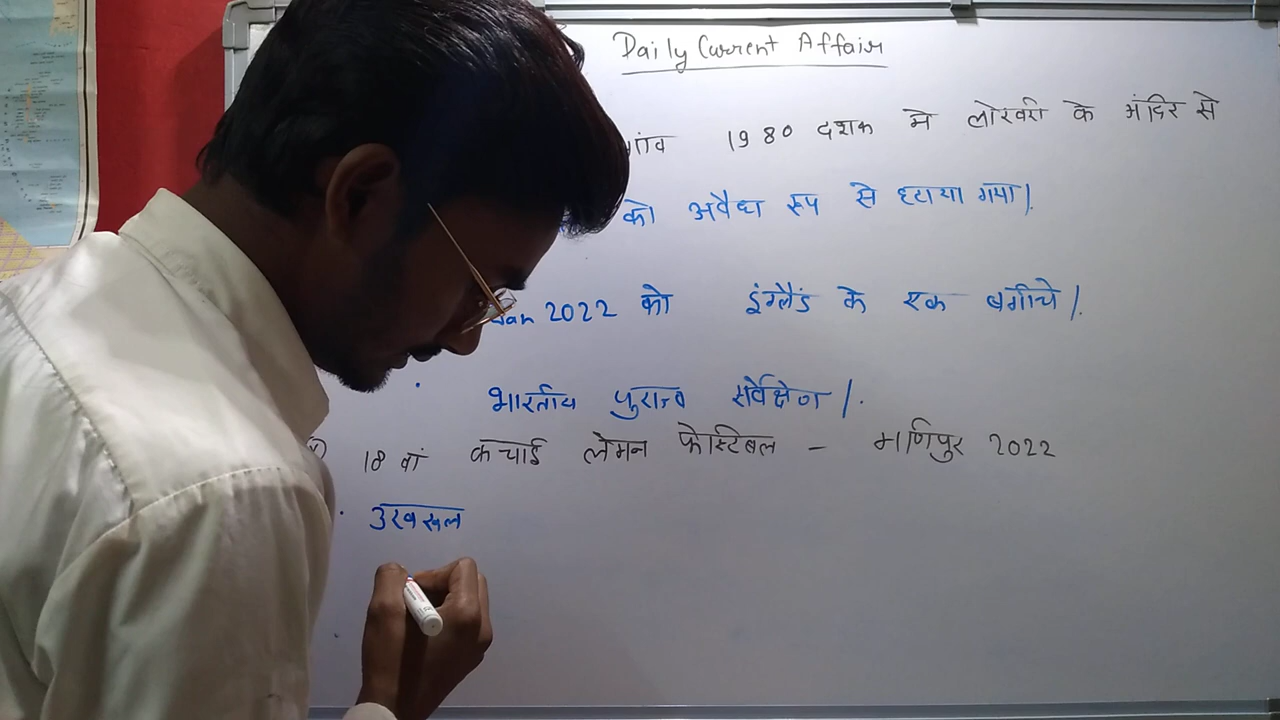 Daily Current Affair
1980 दशक मे लोखरी के मंदिर से
को अवैध रूप से हटाया गया।
Jan 2022 को इंग्लैंड के एक बगीचे।
भारतीय पुरातत्व सर्वेक्षण।
18 वां कचाई लेमन फेस्टिबल - मणिपुर 2022
उखरूल